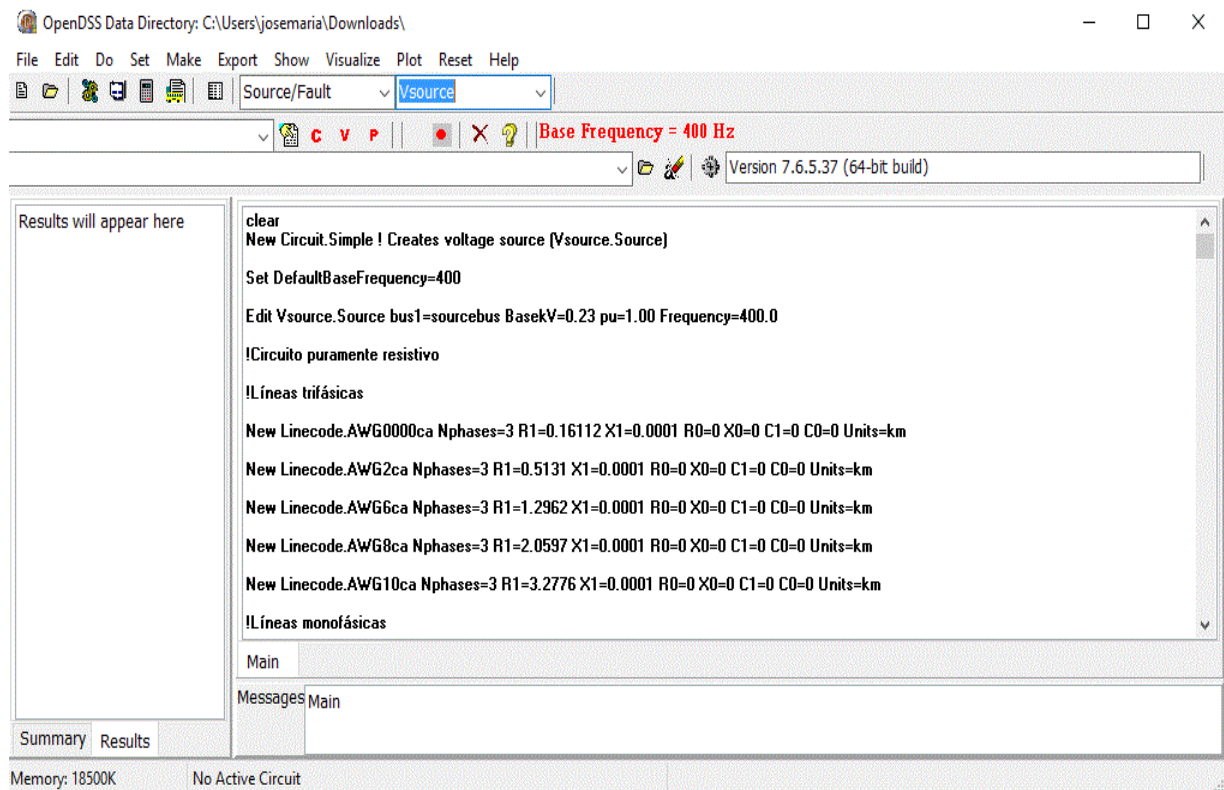 OpenDSS Data Directory: C:\Users\josemaria\Downloads\
File Edit Do Set Make Export Show Visualize Plot Reset Help
Source/Fault Vsource
C V P Base Frequency = 400 Hz
Version 7.6.5.37 (64-bit build)
Results will appear here
clear
New Circuit.Simple ! Creates voltage source (Vsource.Source)
Set DefaultBaseFrequency=400
Edit Vsource.Source bus1=sourcebus BasekV=0.23 pu=1.00 Frequency=400.0
!Circuito puramente resistivo
!Líneas trifásicas
New Linecode.AWG0000ca Nphases=3 R1=0.16112 X1=0.0001 R0=0 X0=0 C1=0 C0=0 Units=km
New Linecode.AWG2ca Nphases=3 R1=0.5131 X1=0.0001 R0=0 X0=0 C1=0 C0=0 Units=km
New Linecode.AWG6ca Nphases=3 R1=1.2962 X1=0.0001 R0=0 X0=0 C1=0 C0=0 Units=km
New Linecode.AWG8ca Nphases=3 R1=2.0597 X1=0.0001 R0=0 X0=0 C1=0 C0=0 Units=km
New Linecode.AWG10ca Nphases=3 R1=3.2776 X1=0.0001 R0=0 X0=0 C1=0 C0=0 Units=km
!Líneas monofásicas
Main
Messages Main
Summary Results
Memory: 18500K No Active Circuit